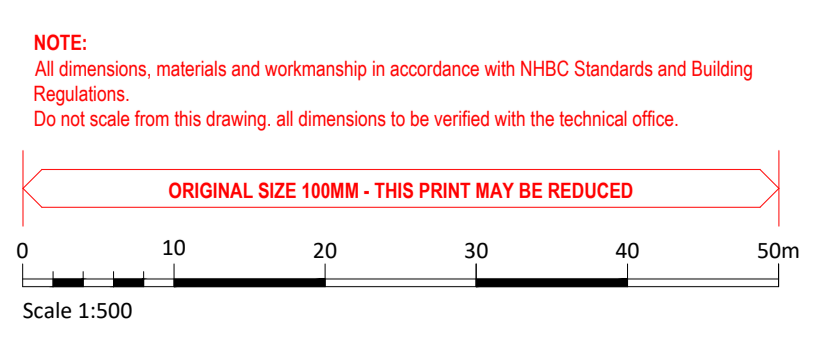 NOTE:
All dimensions, materials and workmanship in accordance with NHBC Standards and Building
Regulations.
Do not scale from this drawing. all dimensions to be verified with the technical office.
ORIGINAL SIZE 100MM - THIS PRINT MAY BE REDUCED
0 10 20 30 40 50m
Scale 1:500